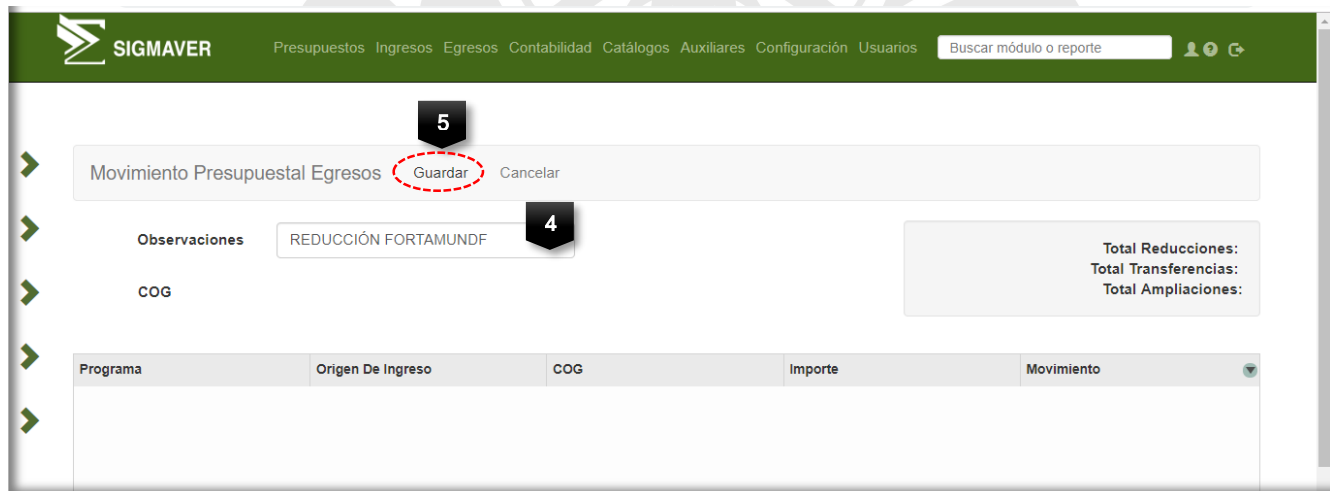 SIGMAVER
Presupuestos Ingresos Egresos Contabilidad Catálogos Auxiliares Configuración Usuarios
Buscar módulo o reporte
5
Movimiento Presupuestal Egresos Guardar Cancelar
4
Observaciones REDUCCIÓN FORTAMUNDF
COG
Total Reducciones:
Total Transferencias:
Total Ampliaciones:
Programa Origen De Ingreso COG Importe Movimiento